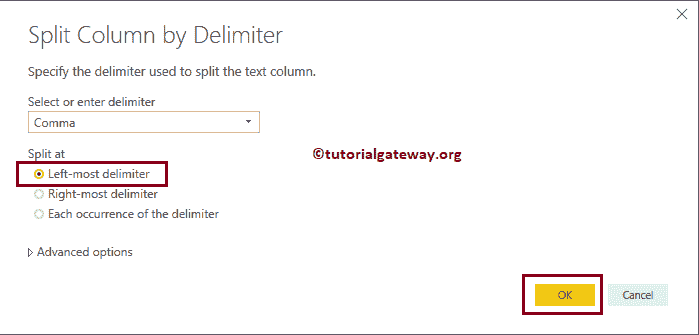 Split Column by Delimiter
Specify the delimiter used to split the text column.
Select or enter delimiter
Comma
Split at
©tutorialgateway.org
Left-most delimiter
Right-most delimiter
Each occurrence of the delimiter
Advanced options
OK
Cancel